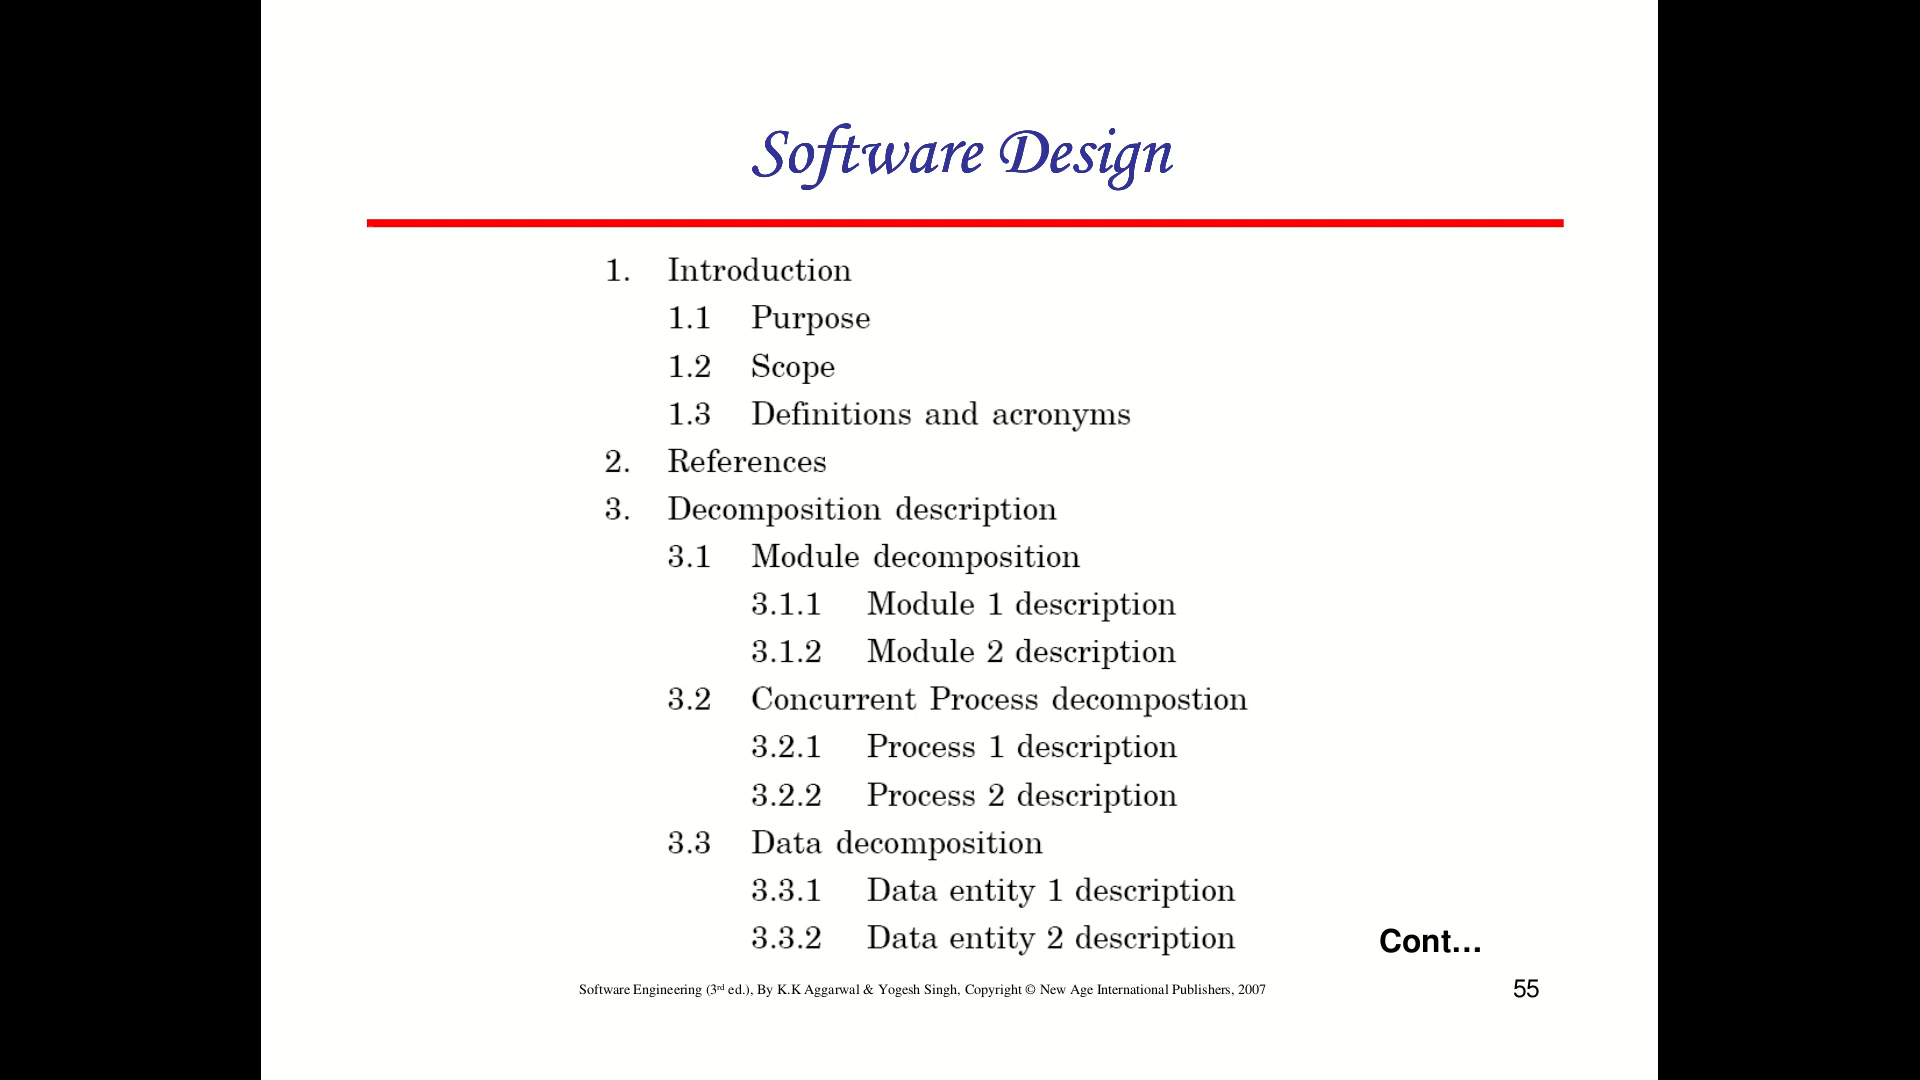 Software Design
1. Introduction
1.1 Purpose
1.2 Scope
1.3 Definitions and acronyms
2. References
3. Decomposition description
3.1 Module decomposition
3.1.1 Module 1 description
3.1.2 Module 2 description
3.2 Concurrent Process decompostion
3.2.1 Process 1 description
3.2.2 Process 2 description
3.3 Data decomposition
3.3.1 Data entity 1 description
3.3.2 Data entity 2 description
Cont...
Software Engineering (3rd ed.), By K.K Aggarwal & Yogesh Singh, Copyright © New Age International Publishers, 2007
55